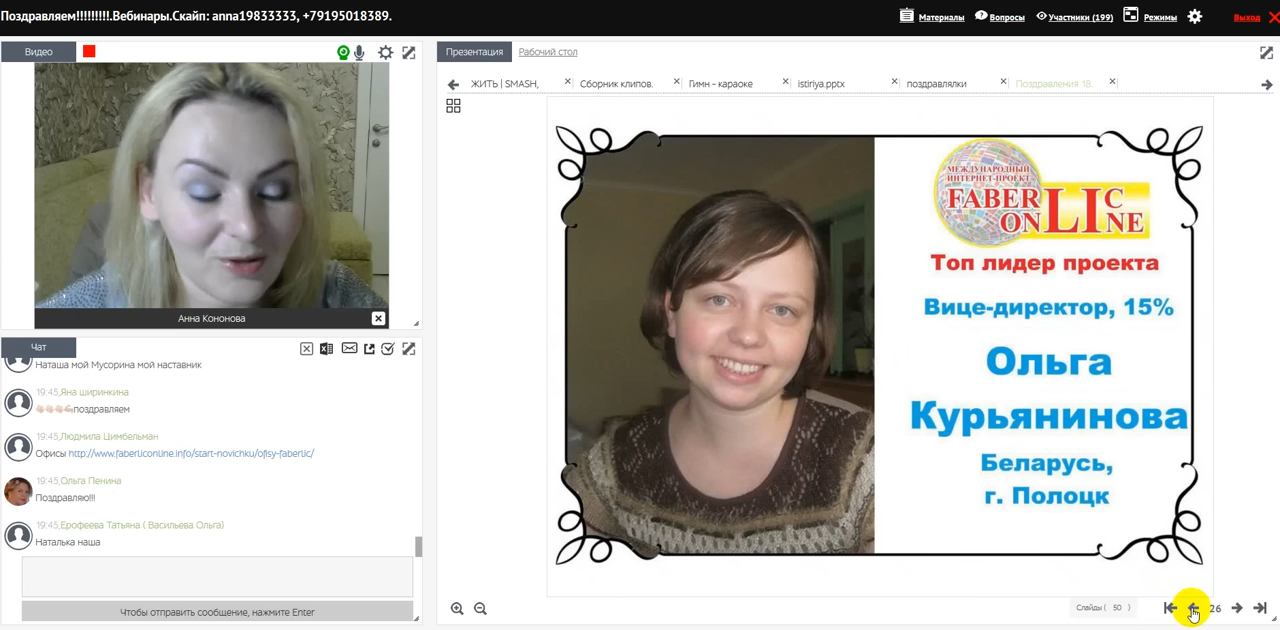 Поздравляем!!!!!!!!!.Вебинары.Скайп: anna19833333, +79195018389.
Материалы
Вопросы
Участники (199)
Режимы
Выход
Видео
Анна Кононова
Чат
Наташа мой Мусорина мой наставник
19:45,Яна ширинкина
поздравляем
19:45,Людмила Цимбельман
Офисы http://www.faberliconline.info/start-novichku/ofisy-faberlic/
19:45,Ольга Пенина
Поздравляю!!!
19:45,Ерофеева Татьяна ( Васильева Ольга)
Наталька наша
Чтобы отправить сообщение, нажмите Enter
Презентация
Рабочий стол
ЖИТЬ | SMASH,
Сборник клипов.
Гимн - караоке
istiriya.pptx
поздравлялки
Поздравления 18.
МЕЖДУНАРОДНЫЙ
ИНТЕРНЕТ-ПРОЕКТ
FABERLIC
ONLINE
Топ лидер проекта
Вице-директор, 15%
Ольга
Курьянинова
Беларусь,
г. Полоцк
Слайды ( 50 )
26